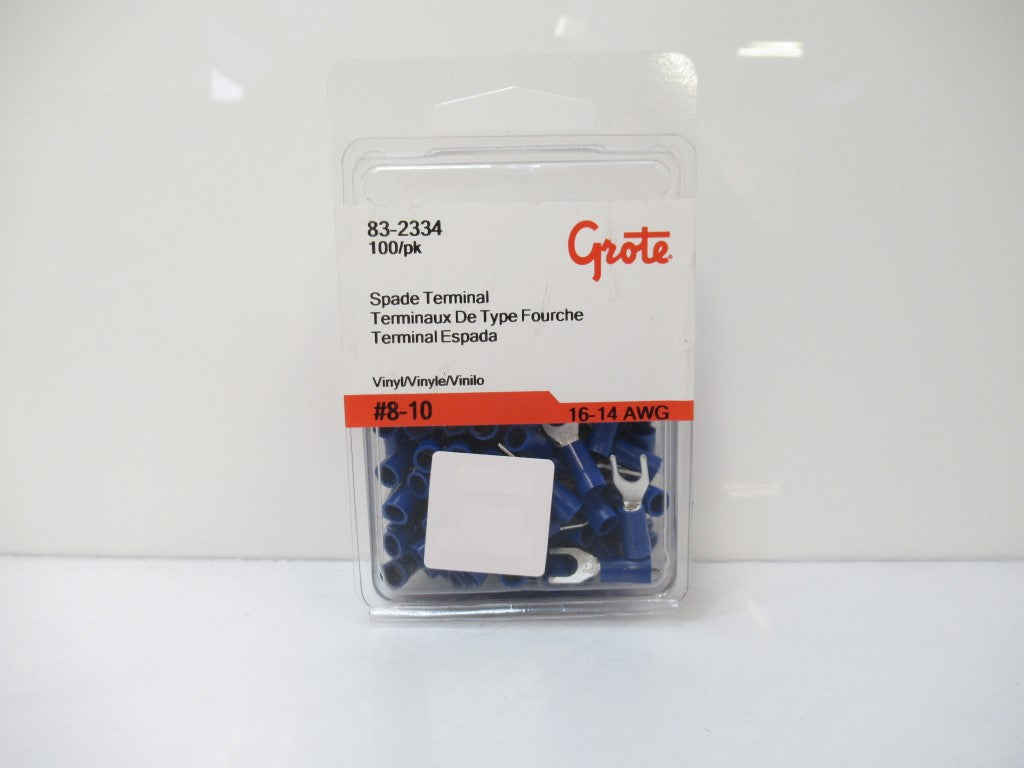 83-2334
100/pk
Grote
Spade Terminal
Terminaux De Type Fourche
Terminal Espada
Vinyl/Vinyle/Vinilo
#8-10
16-14 AWG